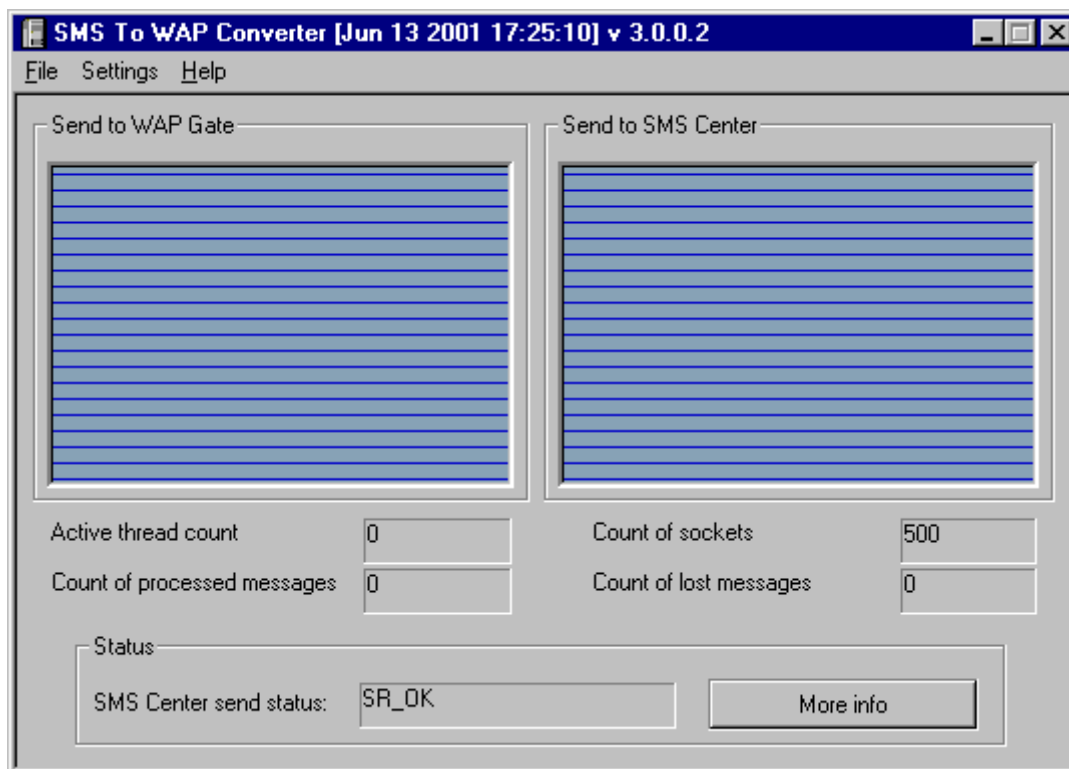 SMS To WAP Converter [Jun 13 2001 17:25:10] v 3.0.0.2
File Settings Help
Send to WAP Gate
Send to SMS Center
Active thread count 0
Count of sockets 500
Count of processed messages 0
Count of lost messages 0
Status
SMS Center send status: SR_OK More info